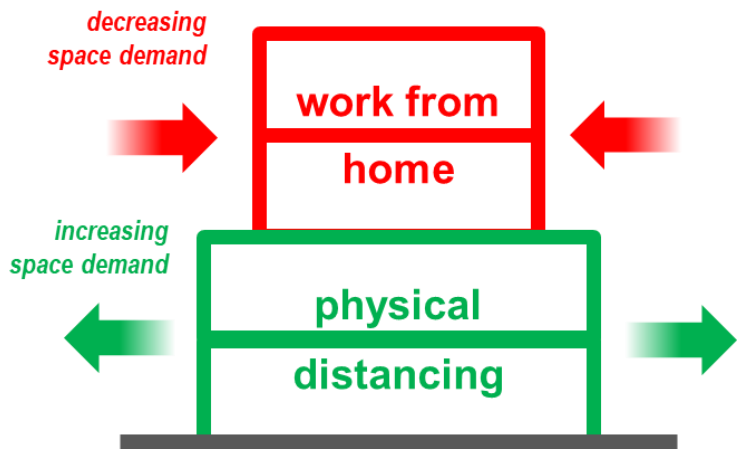 decreasing
space demand
work from
home
increasing
space demand
physical
distancing